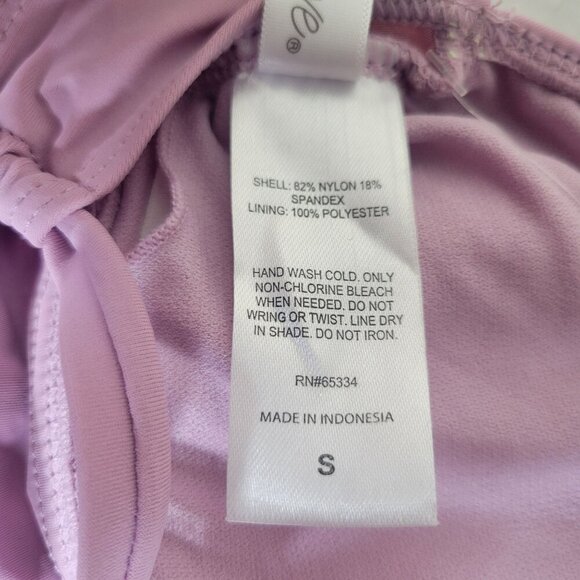 ve®
SHELL: 82% NYLON 18%
SPANDEX
LINING: 100% POLYESTER
HAND WASH COLD. ONLY
NON-CHLORINE BLEACH
WHEN NEEDED. DO NOT
WRING OR TWIST. LINE DRY
IN SHADE. DO NOT IRON.
RN#65334
MADE IN INDONESIA
S